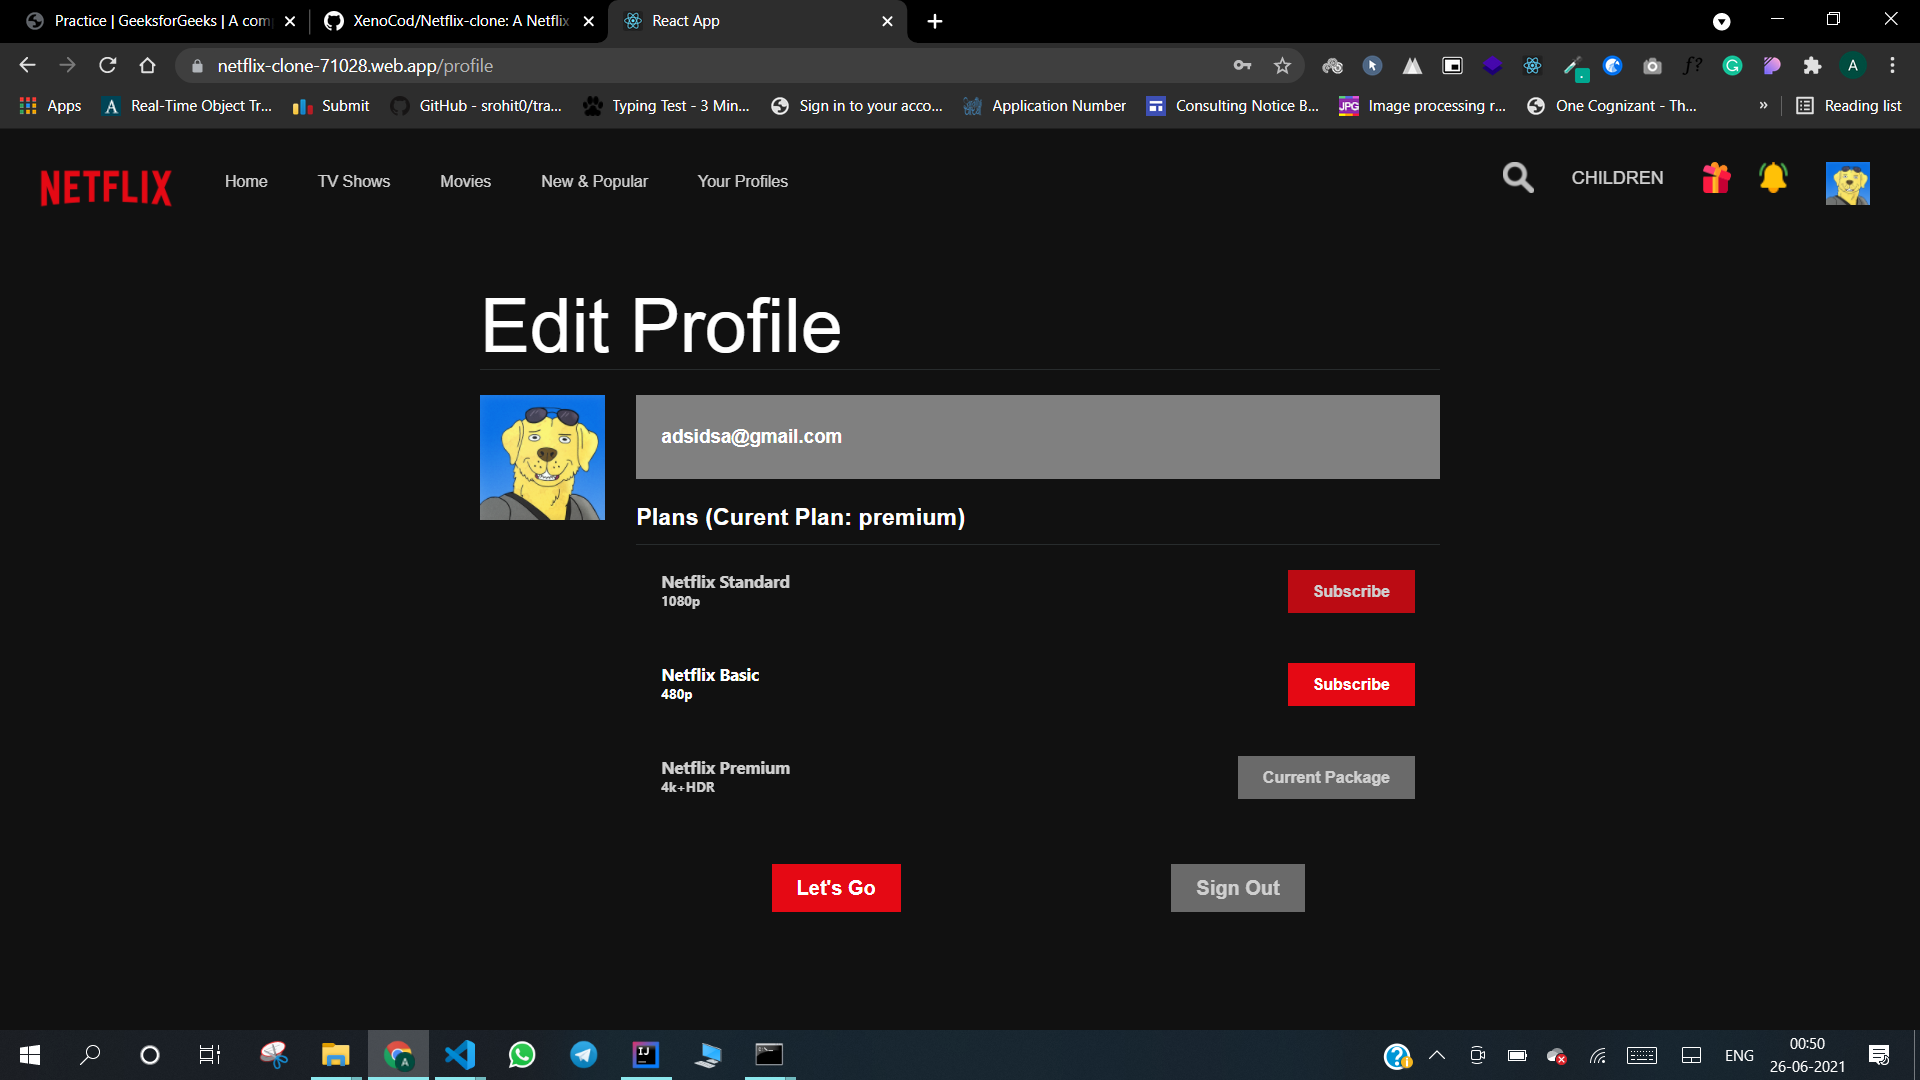 Practice | GeeksforGeeks | A com
XenoCod/Netflix-clone: A Netflix
React App
netflix-clone-71028.web.app/profile
A
Apps
Real-Time Object Tr...
Submit
GitHub - srohit0/tra...
Typing Test - 3 Min...
Sign in to your acco...
Application Number
Consulting Notice B...
JPG
Image processing r...
One Cognizant - Th...
»
Reading list
NETFLIX
Home
TV Shows
Movies
New & Popular
Your Profiles
CHILDREN
Edit Profile
adsidsa@gmail.com
Plans (Curent Plan: premium)
Netflix Standard
1080p
Subscribe
Netflix Basic
480p
Subscribe
Netflix Premium
4k+HDR
Current Package
Let's Go
Sign Out
ENG
00:50
26-06-2021